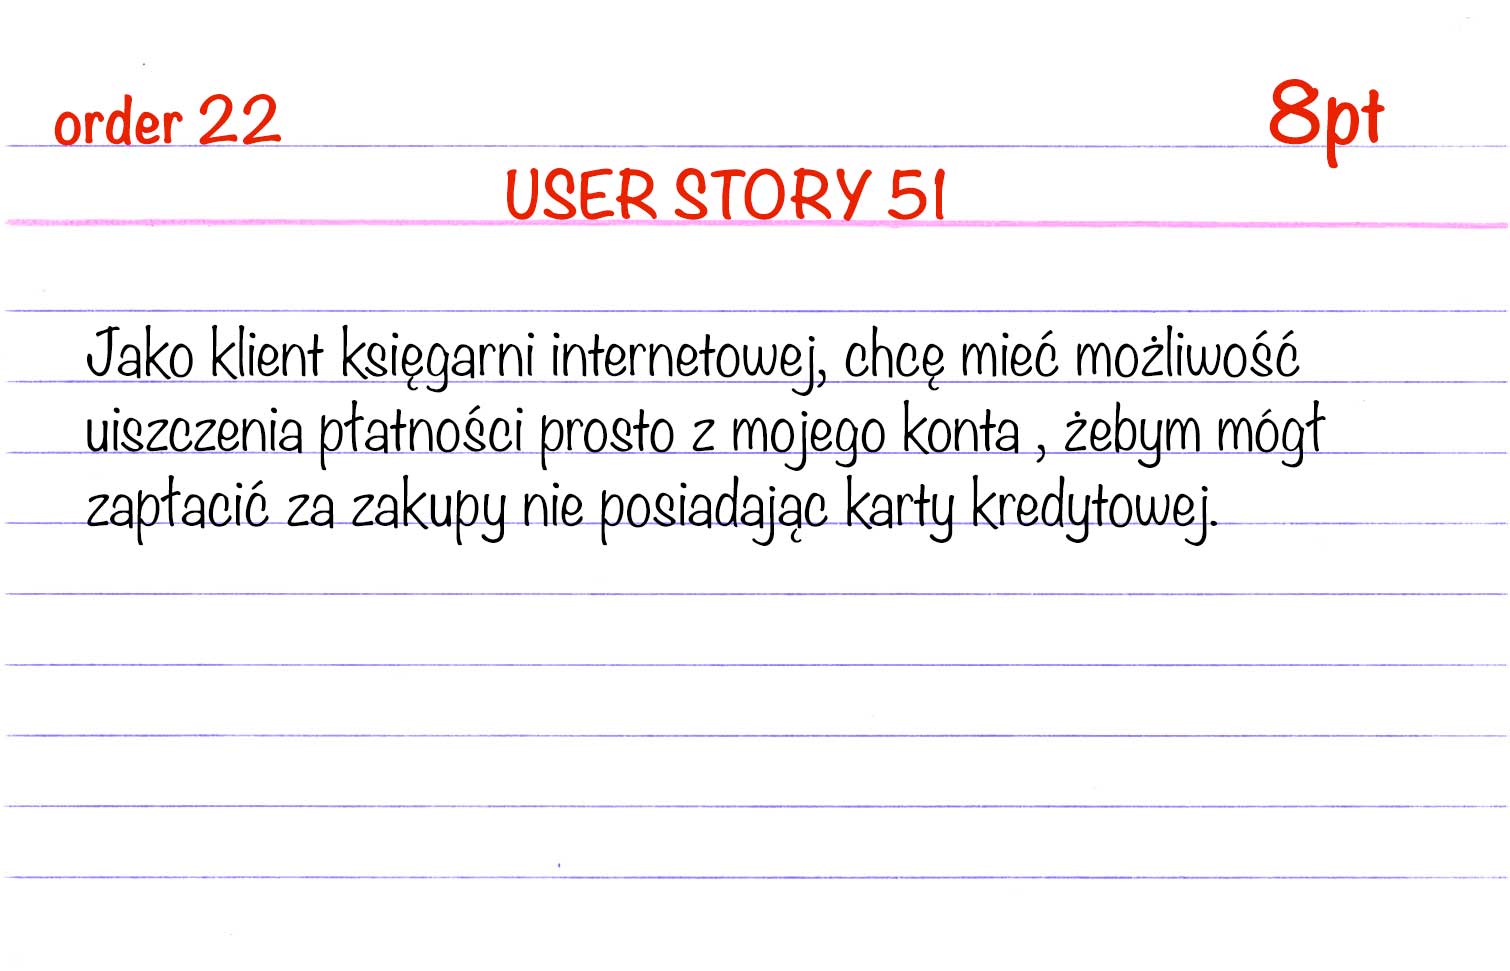 order 22
8pt
USER STORY 51
Jako klient księgarni internetowej, chcę mieć możliwość
uiszczenia płatności prosto z mojego konta , żebym mógł
zapłacić za zakupy nie posiadając karty kredytowej.